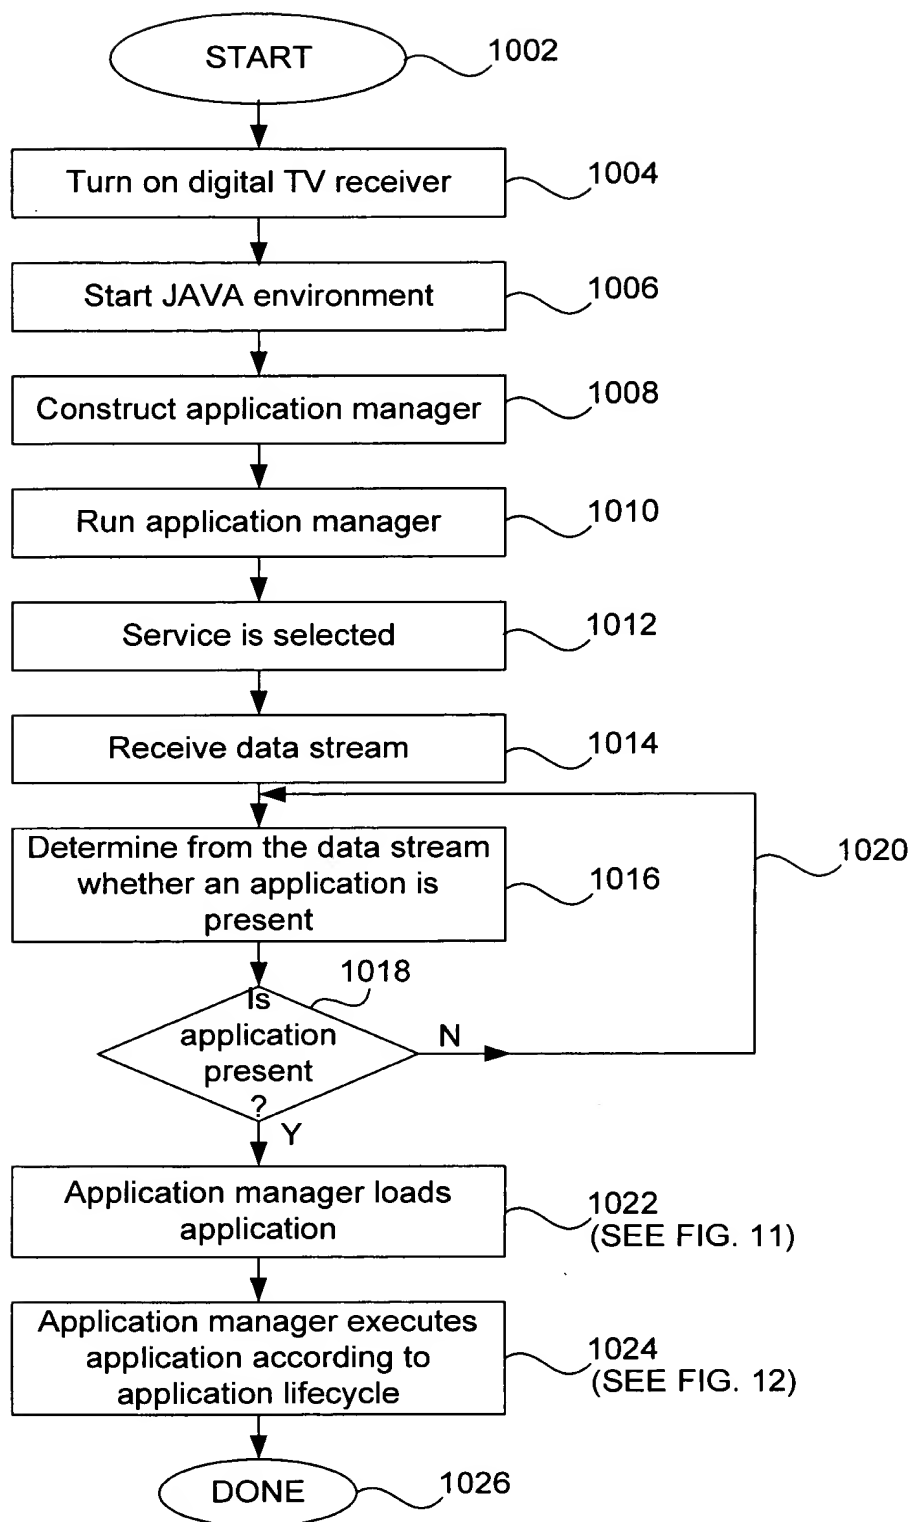 START
1002
Turn on digital TV receiver
1004
Start JAVA environment
1006
Construct application manager
1008
Run application manager
1010
Service is selected
1012
Receive data stream
1014
Determine from the data stream
whether an application is
present
1016
1020
1018
Is
application
present
?
N
Y
Application manager loads
application
1022
(SEE FIG. 11)
Application manager executes
application according to
application lifecycle
1024
(SEE FIG. 12)
DONE
1026